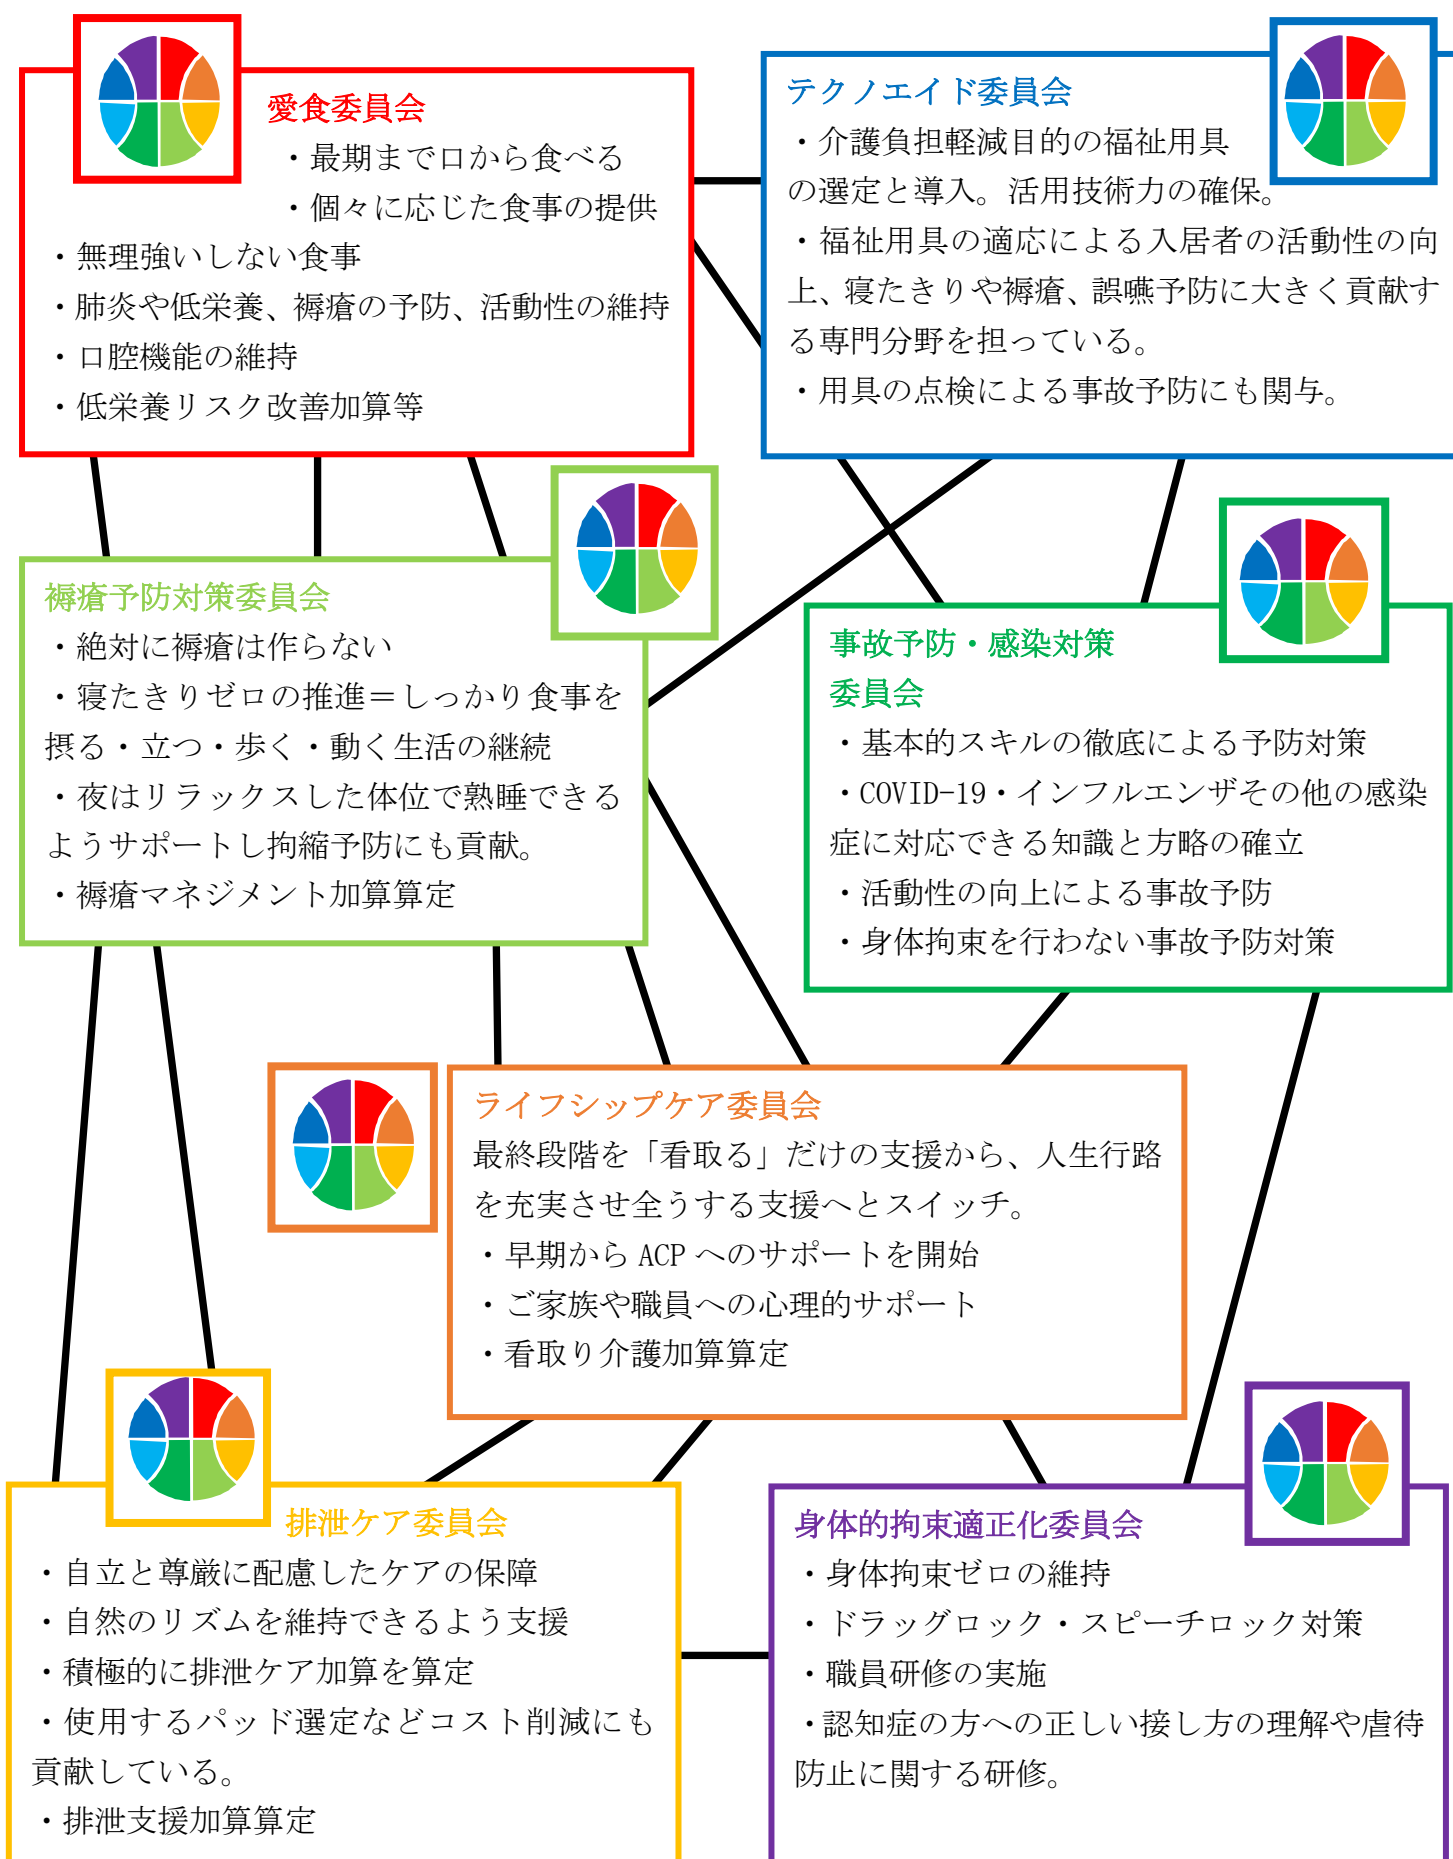 愛食委員会
・最期まで口から食べる
・個々に応じた食事の提供
・無理強いしない食事
・肺炎や低栄養、褥瘡の予防、活動性の維持
・口腔機能の維持
・低栄養リスク改善加算等
テクノエイド委員会
・介護負担軽減目的の福祉用具
の選定と導入。活用技術力の確保。
・福祉用具の適応による入居者の活動性の向
上、寝たきりや褥瘡、誤嚥予防に大きく貢献す
る専門分野を担っている。
・用具の点検による事故予防にも関与。
褥瘡予防対策委員会
・絶対に褥瘡は作らない
・寝たきりゼロの推進＝しっかり食事を
摂る・立つ・歩く・動く生活の継続
・夜はリラックスした体位で熟睡できる
ようサポートし拘縮予防にも貢献。
・褥瘡マネジメント加算算定
事故予防・感染対策
委員会
・基本的スキルの徹底による予防対策
・COVID-19・インフルエンザその他の感染
症に対応できる知識と方略の確立
・活動性の向上による事故予防
・身体拘束を行わない事故予防対策
ライフシップケア委員会
最終段階を「看取る」だけの支援から、人生行路
を充実させ全うする支援へとスイッチ。
・早期から ACP へのサポートを開始
・ご家族や職員への心理的サポート
・看取り介護加算算定
排泄ケア委員会
・自立と尊厳に配慮したケアの保障
・自然のリズムを維持できるよう支援
・積極的に排泄ケア加算を算定
・使用するパッド選定などコスト削減にも
貢献している。
・排泄支援加算算定
身体的拘束適正化委員会
・身体拘束ゼロの維持
・ドラッグロック・スピーチロック対策
・職員研修の実施
・認知症の方への正しい接し方の理解や虐待
防止に関する研修。